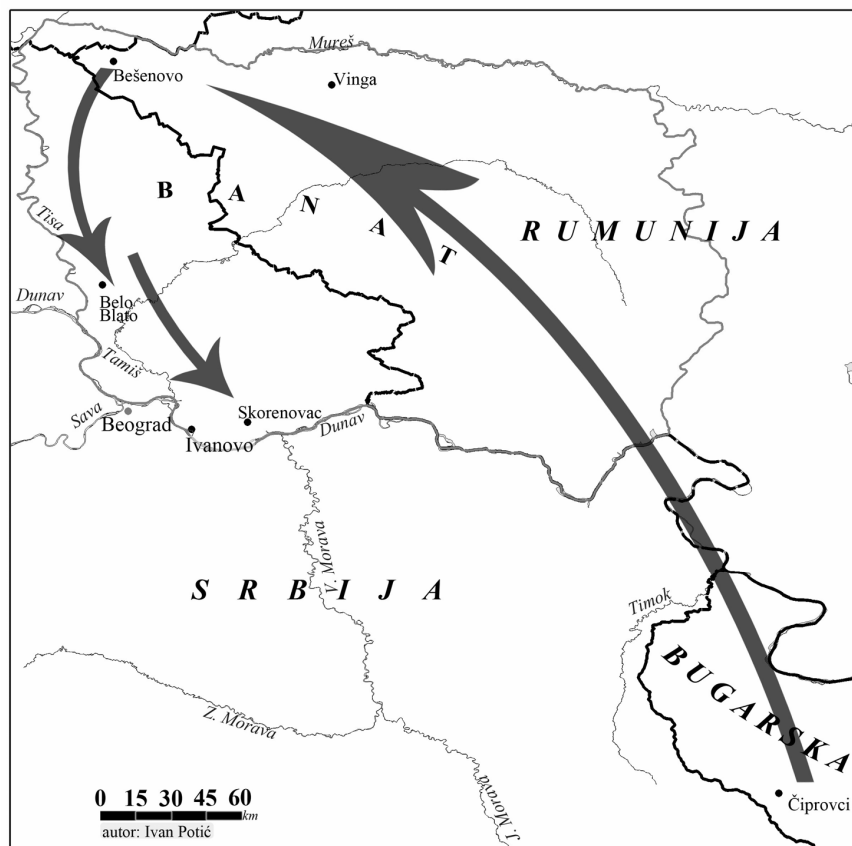 Mureš
Bešenovo
Vinga
B A N A T
R U M U N I J A
Tisa
Dunav
Belo
Blato
Tamiš
Sava
Beograd
Ivanovo
Skorenovac
Dunav
S R B I J A
V. Morava
Timok
B U G A R S K A
Z. Morava
J. Morava
Čiprovci
0 15 30 45 60
km
autor: Ivan Potić